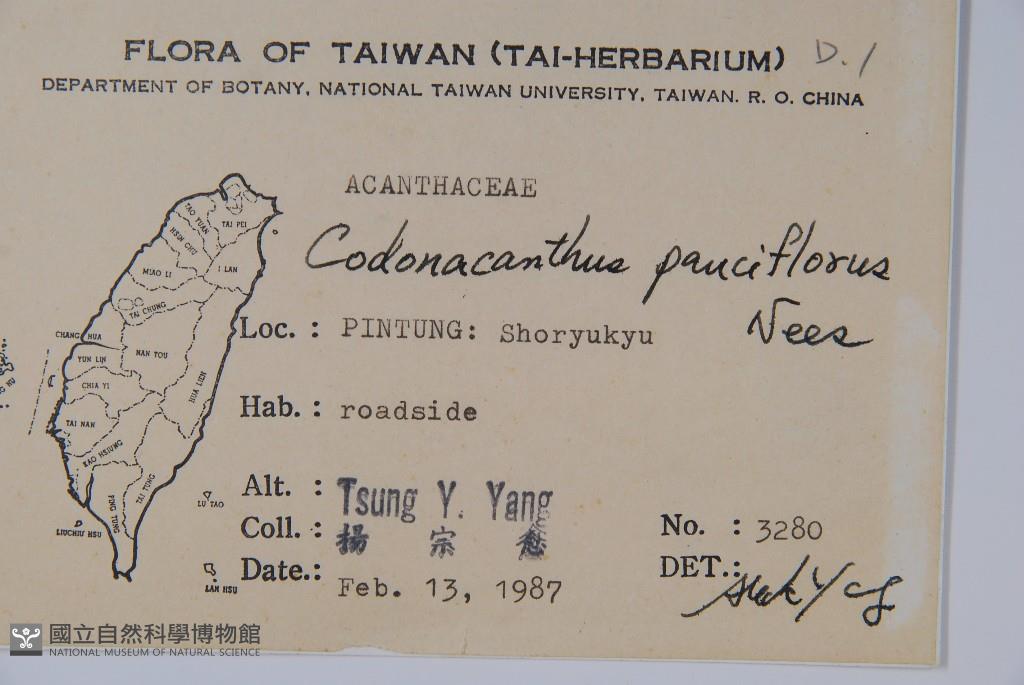 FLORA OF TAIWAN (TAI-HERBARIUM) D.1
DEPARTMENT OF BOTANY, NATIONAL TAIWAN UNIVERSITY, TAIWAN. R. O. CHINA
ACANTHACEAE
Codonacanthus pauciflorus
Nees
Loc. : PINTUNG: Shoryukyu
Hab. : roadside
Alt. :
Coll. : Tsung Y. Yang
揚 宗 愈
Date.: Feb. 13, 1987
No. : 3280
DET.:
TAI PEI
TAO YUAN
HSIN CHU
I LAN
MIAO LI
TAI CHUNG
CHANG HUA
NAN TOU
YUN LIN
HUA LIEN
CHIA YI
TAI NAN
KAO HSIUNG
TAI TUNG
PING TUNG
LU TAO
LIUCHIU HSU
LAN HSU
國立自然科學博物館
NATIONAL MUSEUM OF NATURAL SCIENCE